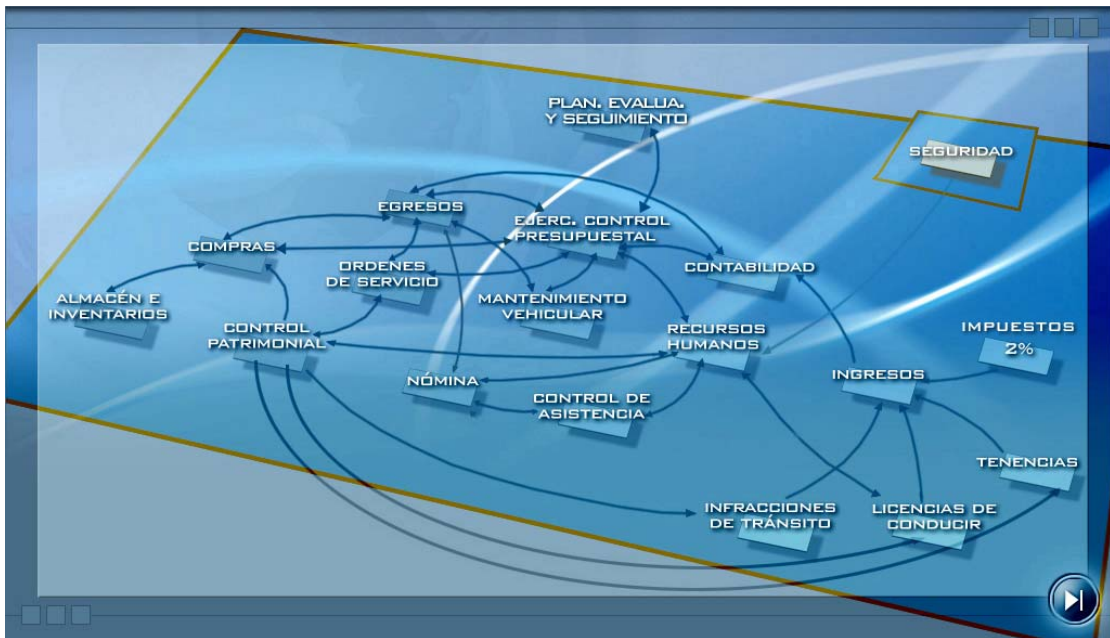 PLAN. EVALUA.
Y SEGUIMIENTO
SEGURIDAD
EGRESOS
EJERC. CONTROL
PRESUPUESTAL
COMPRAS
ORDENES
DE SERVICIO
CONTABILIDAD
ALMACÉN E
INVENTARIOS
MANTENIMIENTO
VEHICULAR
CONTROL
PATRIMONIAL
RECURSOS
HUMANOS
IMPUESTOS
2%
NÓMINA
INGRESOS
CONTROL DE
ASISTENCIA
TENENCIAS
INFRACCIONES
DE TRÁNSITO
LICENCIAS DE
CONDUCIR